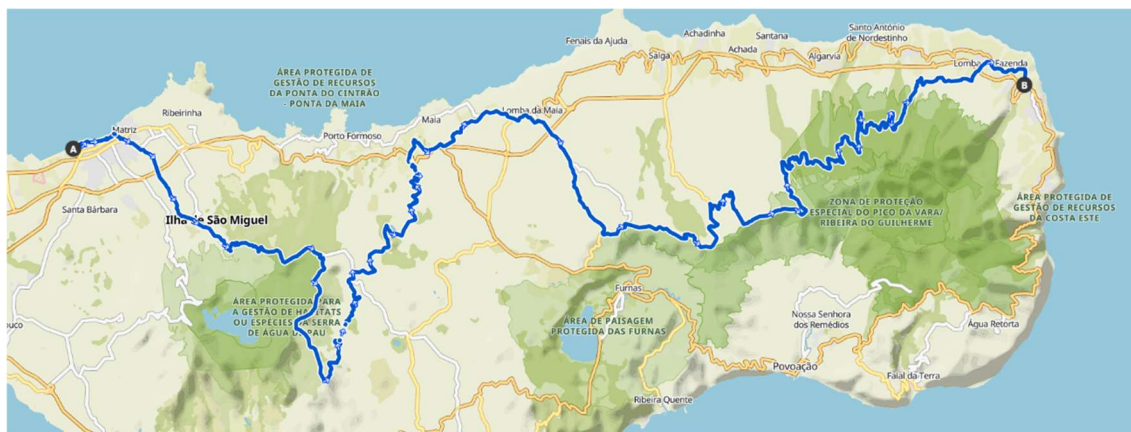 Santo António
de Nordestinho
Achadinha
Santana
Fenais da Ajuda
Salga
Achada
Algarvia
Lomba
Fazenda
B
ÁREA PROTEGIDA DE
GESTÃO DE RECURSOS
DA PONTA DO CINTRÃO
- PONTA DA MAIA
Ribeirinha
Maia
Lomba da Maia
Matriz
Porto Formoso
A
Santa Bárbara
Ilha de São Miguel
ZONA DE PROTEÇÃO
ESPECIAL DO PICO DA VARA/
RIBEIRA DO GUILHERME
ÁREA PROTEGIDA DE
GESTÃO DE RECURSOS
DA COSTA ESTE
ÁREA PROTEGIDA PARA
A GESTÃO DE HABITATS
OU ESPÉCIES DA SERRA
DE ÁGUA DE PAU
Furnas
ÁREA DE PAISAGEM
PROTEGIDA DAS FURNAS
Nossa Senhora
dos Remédios
Água Retorta
Povoação
Faial da Terra
Ribeira Quente